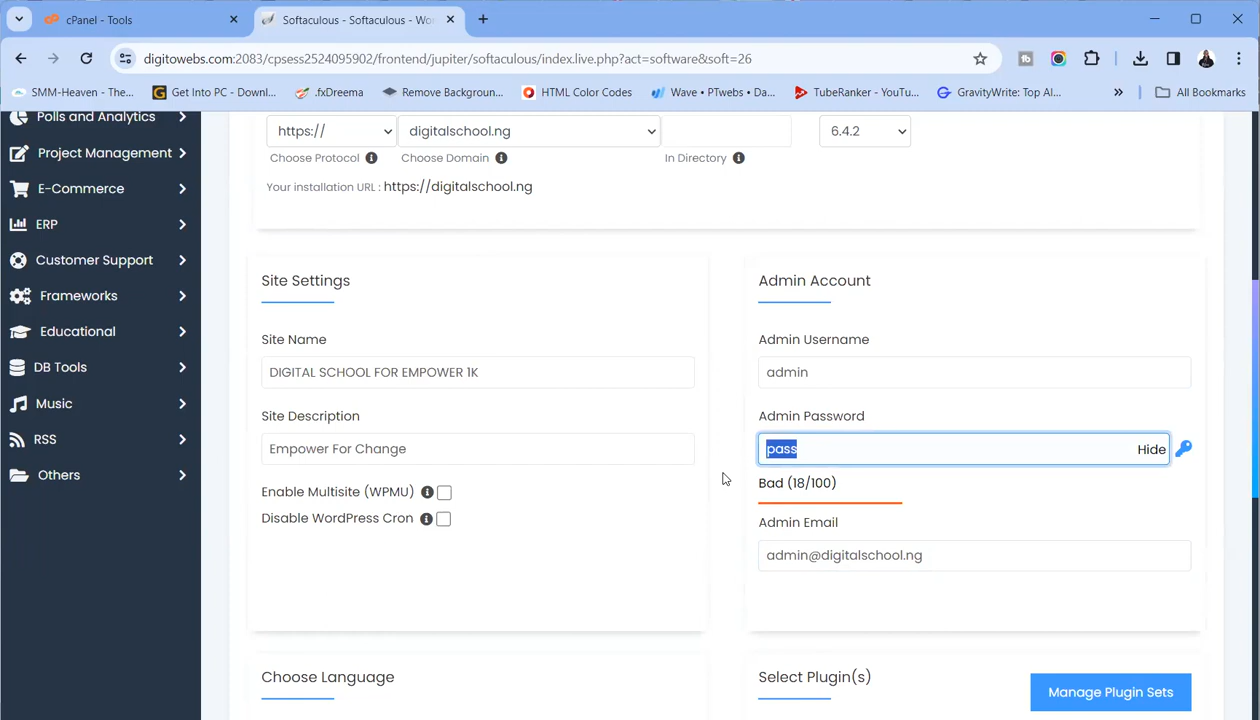 cPanel - Tools
Softaculous - Softaculous - Wo
digitowebs.com:2083/cpsess2524095902/frontend/jupiter/softaculous/index.live.php?act=software&soft=26
SMM-Heaven - The...
Get Into PC - Downl...
.fxDreema
Remove Backgroun...
HTML Color Codes
Wave • PTwebs • Da...
TubeRanker - YouTu...
GravityWrite: Top AI...
»
All Bookmarks
Polls and Analytics
Project Management
E-Commerce
ERP
Customer Support
Frameworks
Educational
DB Tools
Music
RSS
Others
https://
digitalschool.ng
6.4.2
Choose Protocol
Choose Domain
In Directory
Your installation URL : https://digitalschool.ng
Site Settings
Site Name
DIGITAL SCHOOL FOR EMPOWER 1K
Site Description
Empower For Change
Enable Multisite (WPMU)
Disable WordPress Cron
Admin Account
Admin Username
admin
Admin Password
pass
Hide
Bad (18/100)
Admin Email
admin@digitalschool.ng
Choose Language
Select Plugin(s)
Manage Plugin Sets